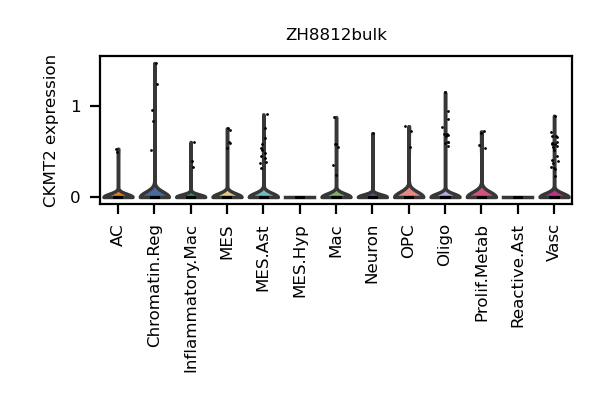 ZH8812bulk
CKMT2 expression
1
0
AC
Chromatin.Reg
Inflammatory.Mac
MES
MES.Ast
MES.Hyp
Mac
Neuron
OPC
Oligo
Prolif.Metab
Reactive.Ast
Vasc